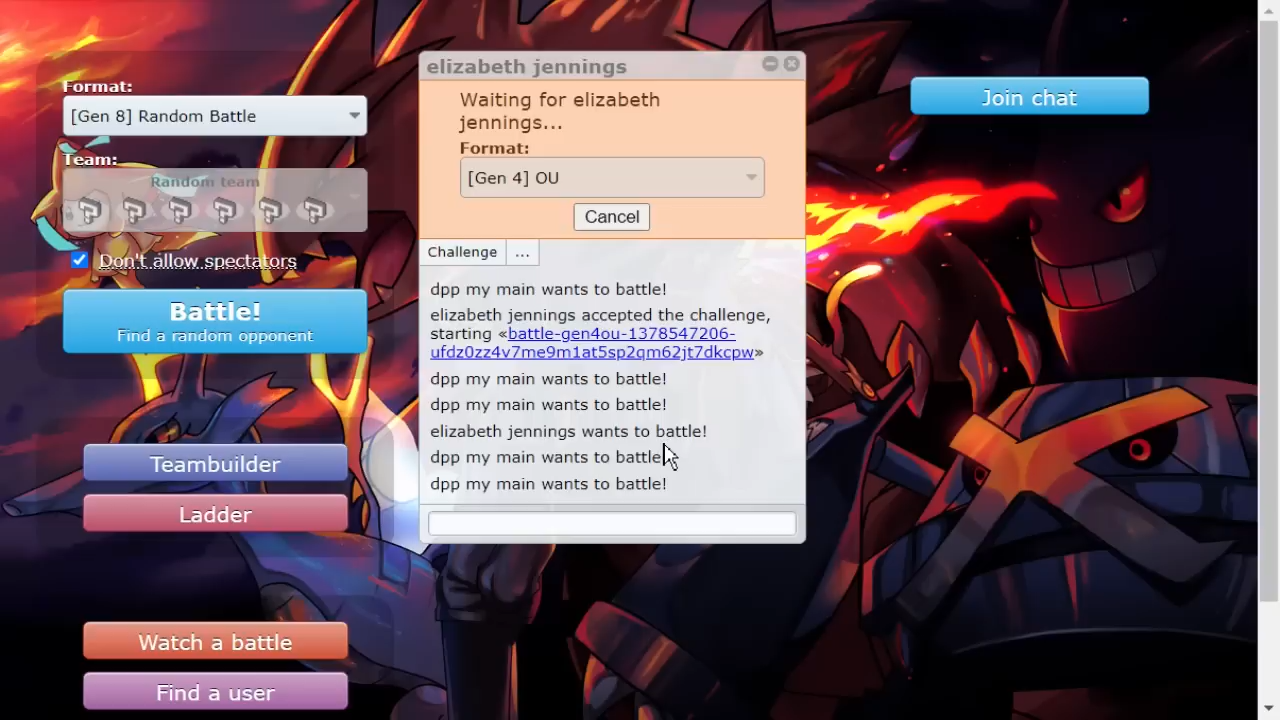 Format:
[Gen 8] Random Battle
Team:
Random team
Don't allow spectators
Battle!
Find a random opponent
Teambuilder
Ladder
Watch a battle
Find a user
elizabeth jennings
Waiting for elizabeth
jennings...
Format:
[Gen 4] OU
Cancel
Challenge
...
dpp my main wants to battle!
elizabeth jennings accepted the challenge,
starting «battle-gen4ou-1378547206-
ufdz0zz4v7me9m1at5sp2qm62jt7dkcpw»
dpp my main wants to battle!
dpp my main wants to battle!
elizabeth jennings wants to battle!
dpp my main wants to battle!
dpp my main wants to battle!
Join chat